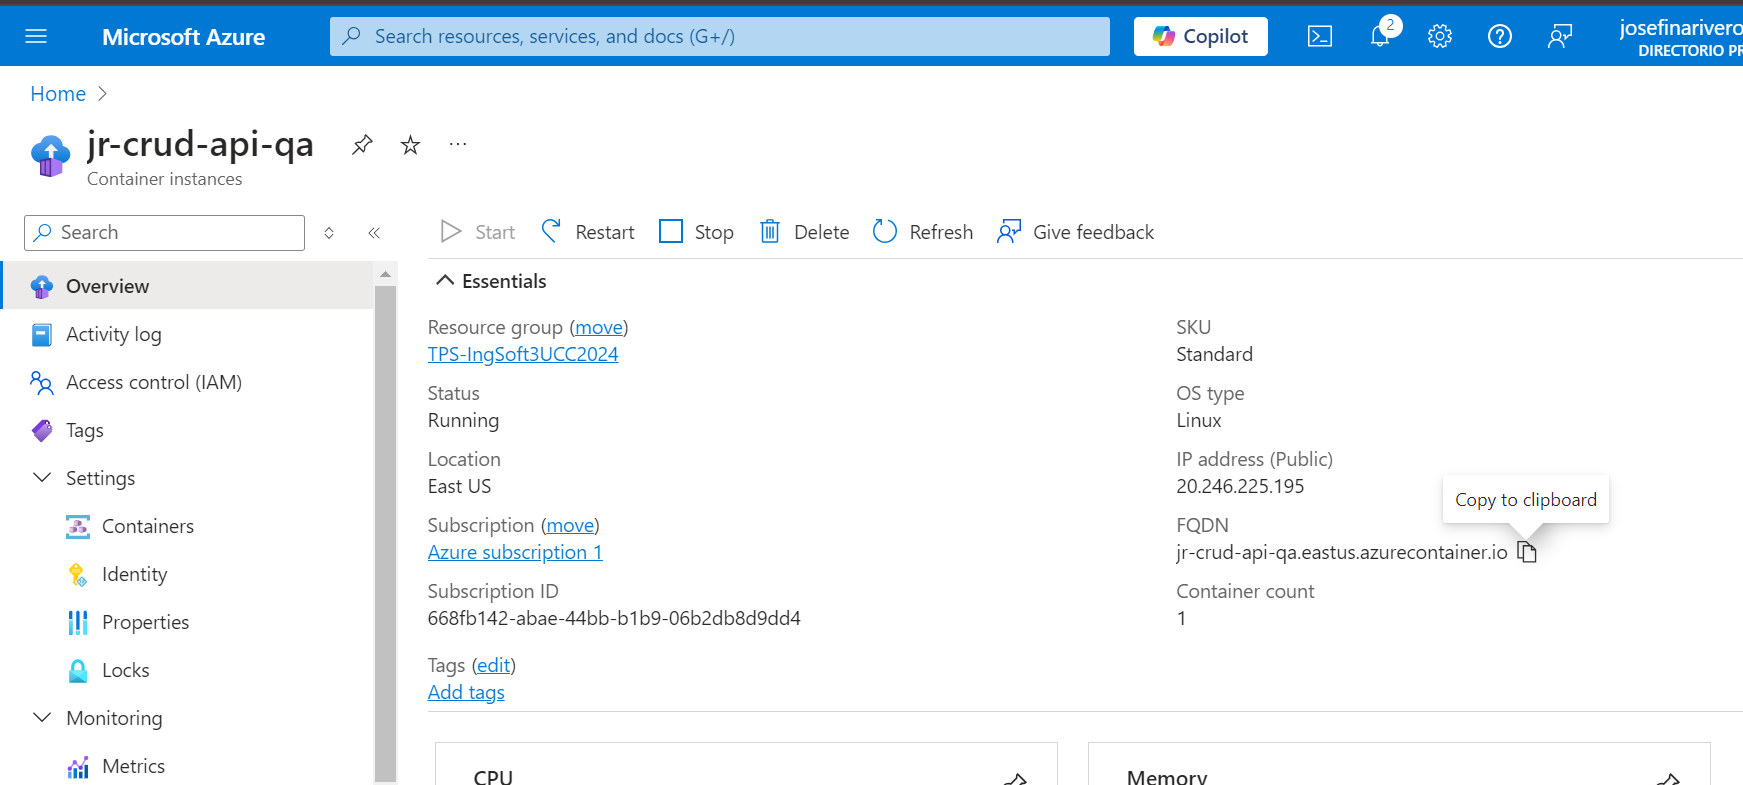 Microsoft Azure
Search resources, services, and docs (G+/)
Copilot
2
josefinarivero
DIRECTORIO PR
Home
jr-crud-api-qa
Container instances
Search
Start
Restart
Stop
Delete
Refresh
Give feedback
Overview
Activity log
Access control (IAM)
Tags
Settings
Containers
Identity
Properties
Locks
Monitoring
Metrics
Essentials
Resource group (move)
TPS-IngSoft3UCC2024
Status
Running
Location
East US
Subscription (move)
Azure subscription 1
Subscription ID
668fb142-abae-44bb-b1b9-06b2db8d9dd4
Tags (edit)
Add tags
SKU
Standard
OS type
Linux
IP address (Public)
20.246.225.195
Copy to clipboard
FQDN
jr-crud-api-qa.eastus.azurecontainer.io
Container count
1
CPU
Memory